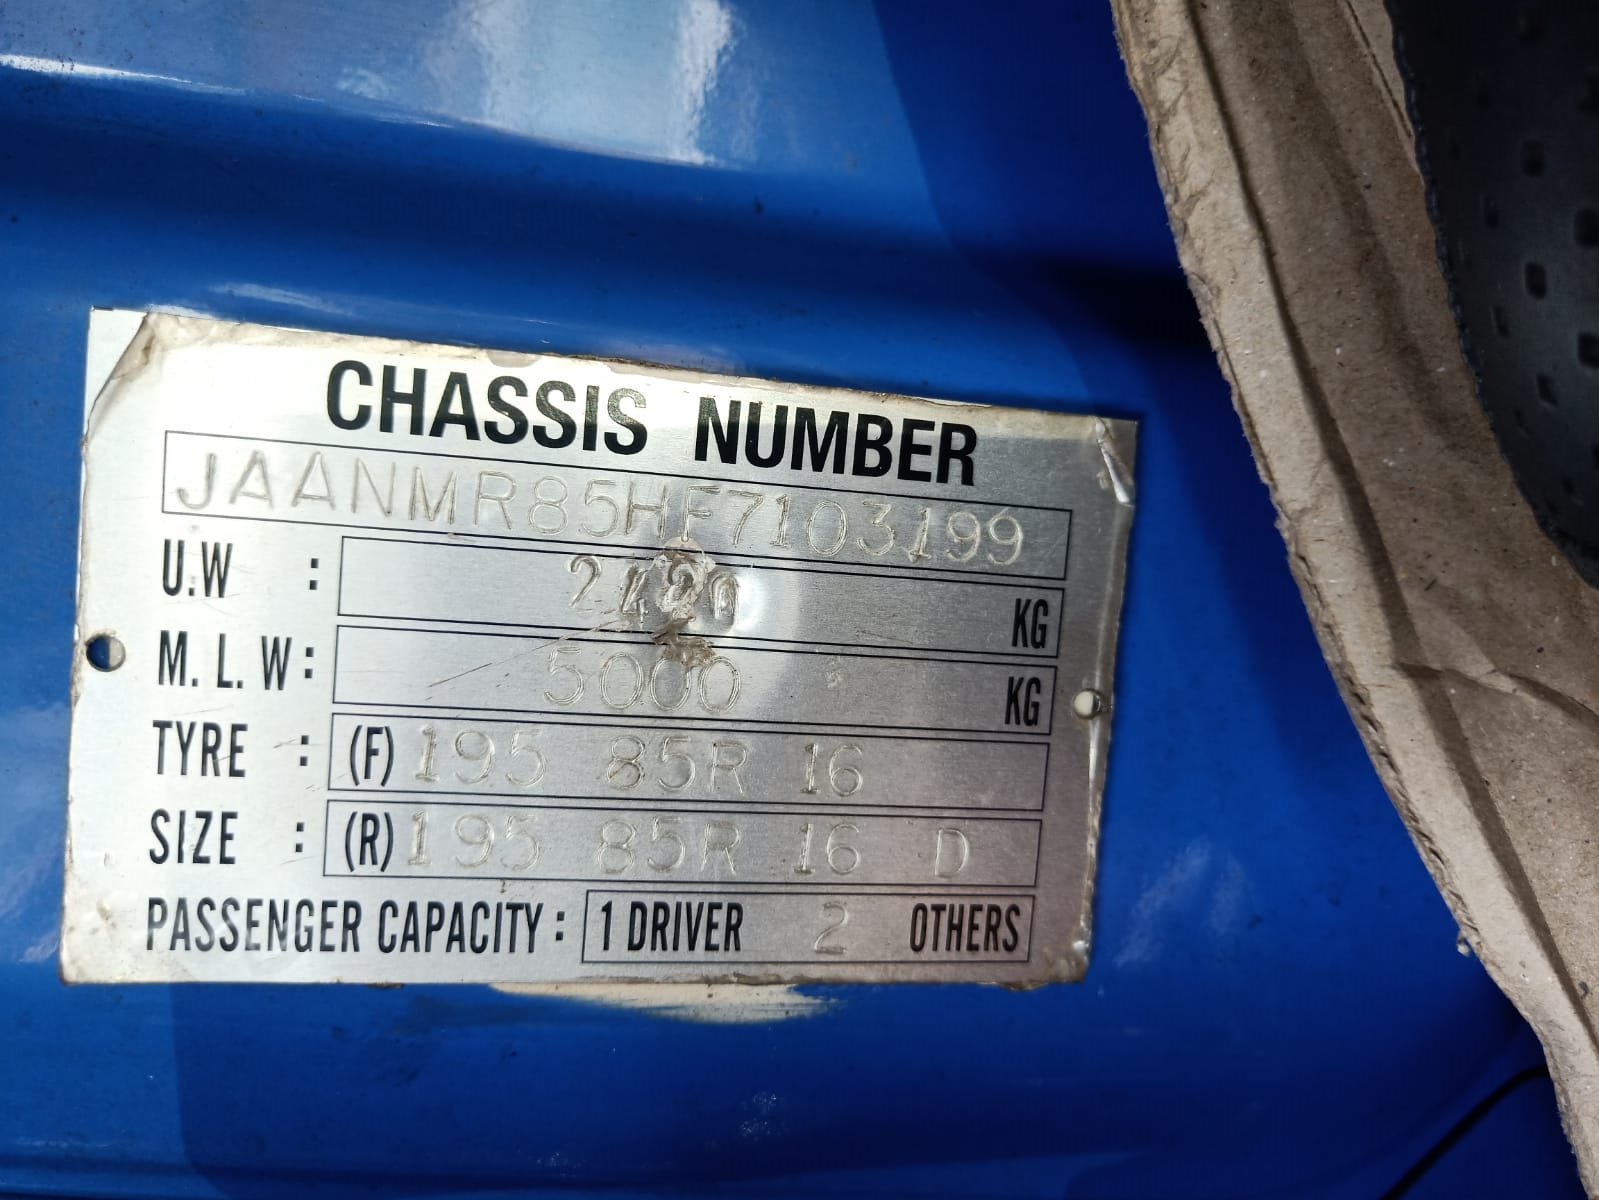 CHASSIS NUMBER
JAANMR85HF7103199
U.W : KG
M.L.W: 5000 KG
TYRE : (F) 195 85R 16
SIZE : (R) 195 85R 16 D
PASSENGER CAPACITY: 1 DRIVER 2 OTHERS